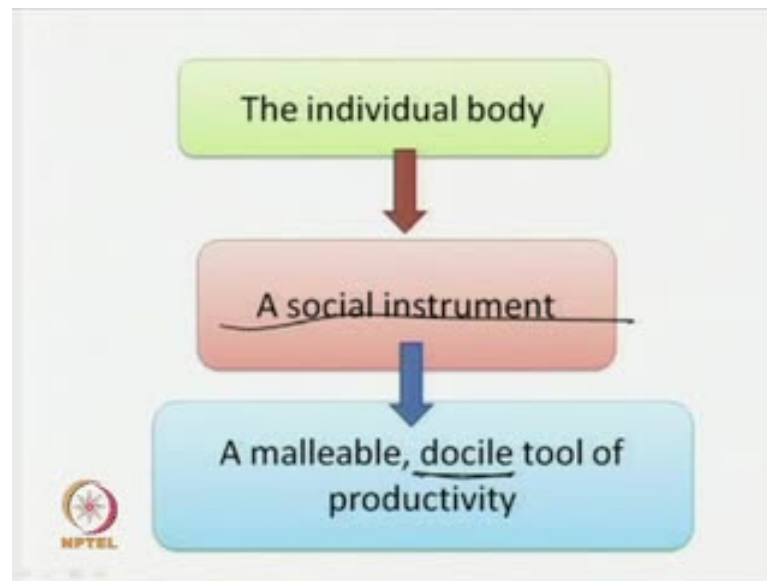 The individual body
A social instrument
A malleable, docile tool of
productivity
NPTEL